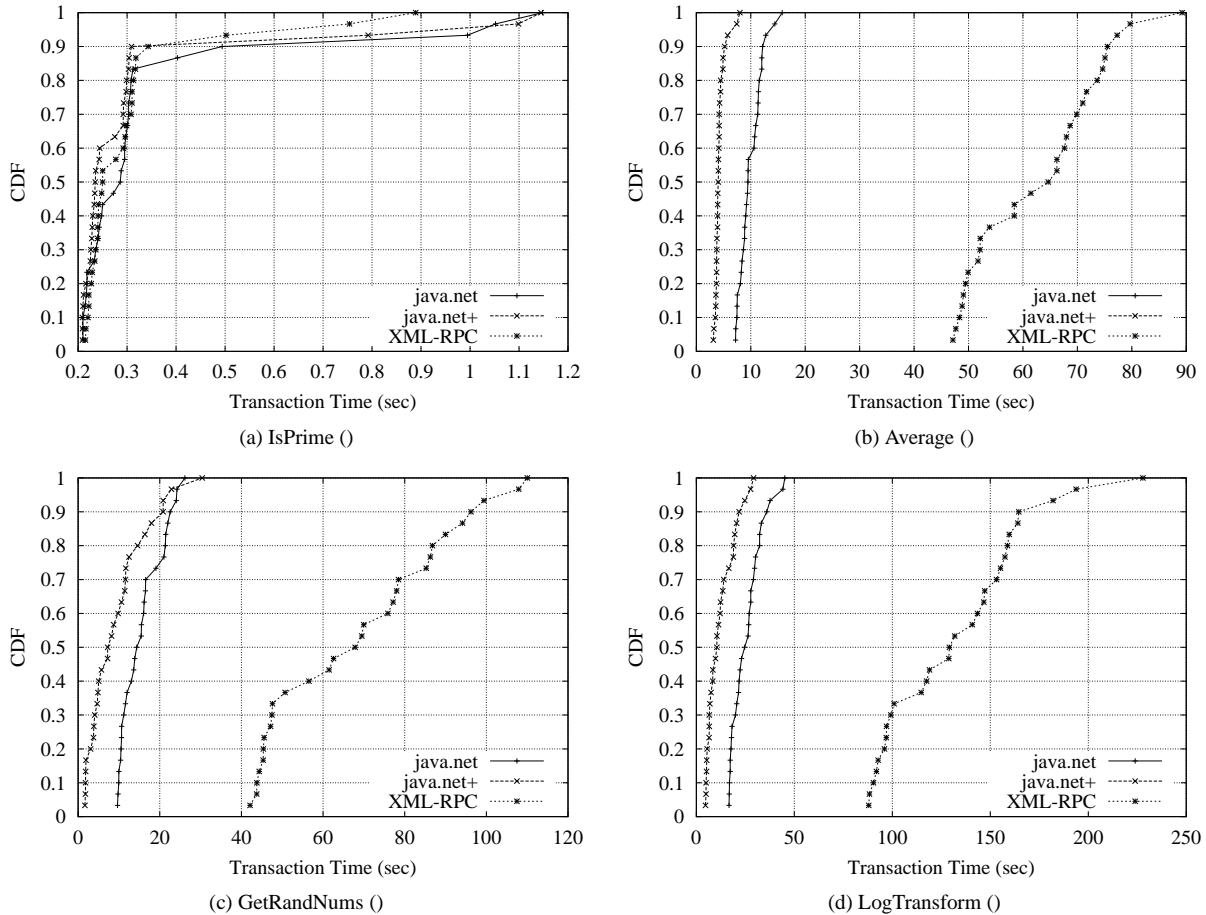 1
0.9
0.8
0.7
0.6
0.5
0.4
0.3
0.2
0.1
0
CDF
java.net
java.net+
XML-RPC
0.2 0.3 0.4 0.5 0.6 0.7 0.8 0.9 1 1.1 1.2
Transaction Time (sec)
(a) IsPrime ()
1
0.9
0.8
0.7
0.6
0.5
0.4
0.3
0.2
0.1
0
CDF
java.net
java.net+
XML-RPC
0 10 20 30 40 50 60 70 80 90
Transaction Time (sec)
(b) Average ()
1
0.9
0.8
0.7
0.6
0.5
0.4
0.3
0.2
0.1
0
CDF
java.net
java.net+
XML-RPC
0 20 40 60 80 100 120
Transaction Time (sec)
(c) GetRandNums ()
1
0.9
0.8
0.7
0.6
0.5
0.4
0.3
0.2
0.1
0
CDF
java.net
java.net+
XML-RPC
0 50 100 150 200 250
Transaction Time (sec)
(d) LogTransform ()